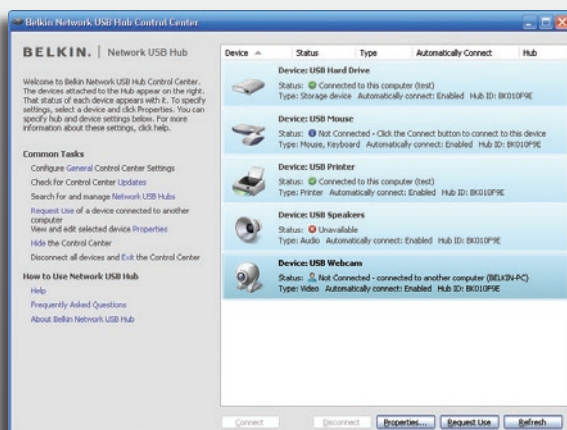 Belkin Network USB Hub Control Center
BELKIN. | Network USB Hub
Welcome to Belkin Network USB Hub Control Center.
The devices attached to the Hub appear on the right.
That status of each device appears with it. To specify
settings, select a device and click Properties. You can
specify hub and device settings below. For more
information about these settings, click help.
Common Tasks
Configure General Control Center Settings
Check for Control Center Updates
Search for and manage Network USB Hubs
Request Use of a device connected to another
computer
View and edit selected device Properties
Hide the Control Center
Disconnect all devices and Exit the Control Center
How to Use Network USB Hub
Help
Frequently Asked Questions
About Belkin Network USB Hub
Device Status Type Automatically Connect Hub
Device: USB Hard Drive
Status: Connected to this computer (test)
Type: Storage device Automatically connect: Enabled Hub ID: BK010F9E
Device: USB Mouse
Status: Not Connected - Click the Connect button to connect to this device
Type: Mouse, Keyboard Automatically connect: Enabled Hub ID: BK010F9E
Device: USB Printer
Status: Connected to this computer (test)
Type: Printer Automatically connect: Enabled Hub ID: BK010F9E
Device: USB Speakers
Status: Unavailable
Type: Audio Automatically connect: Enabled Hub ID: BK010F9E
Device: USB Webcam
Status: Not Connected - connected to another computer (BELKIN-PC)
Type: Video Automatically connect: Enabled Hub ID: BK010F9E
Connect Disconnect Properties... Request Use Refresh